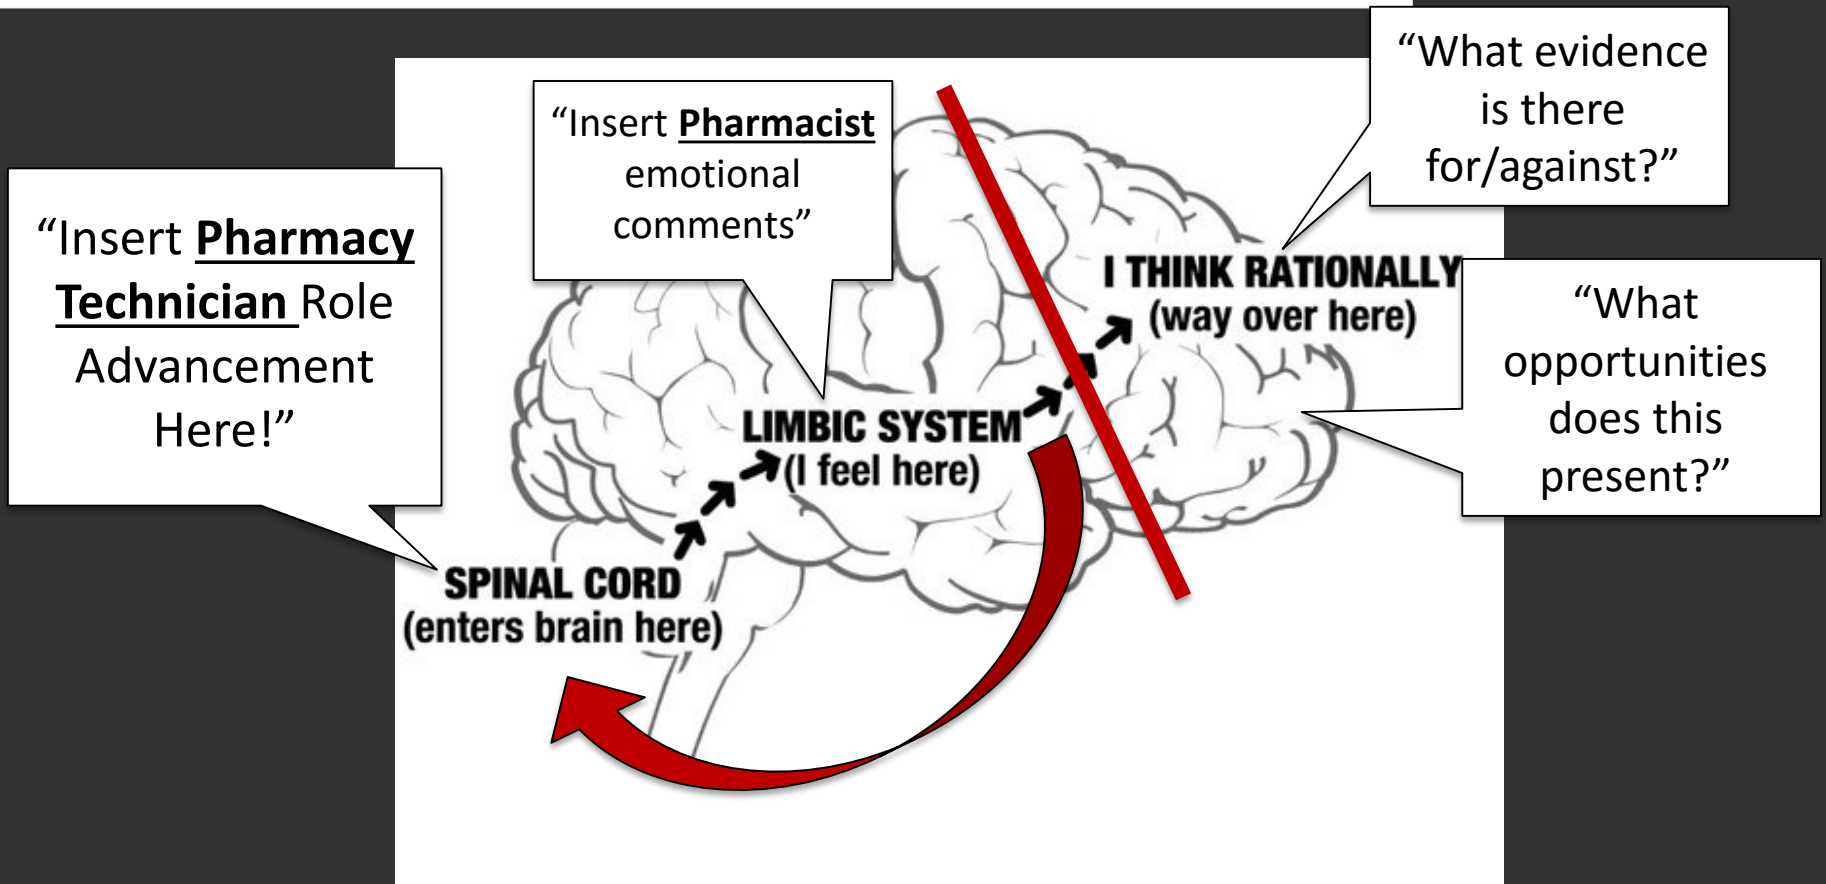 “Insert Pharmacy
Technician Role
Advancement
Here!”
“Insert Pharmacist
emotional
comments”
“What evidence
is there
for/against?”
“What
opportunities
does this
present?”
I THINK RATIONALLY
(way over here)
LIMBIC SYSTEM
(I feel here)
SPINAL CORD
(enters brain here)